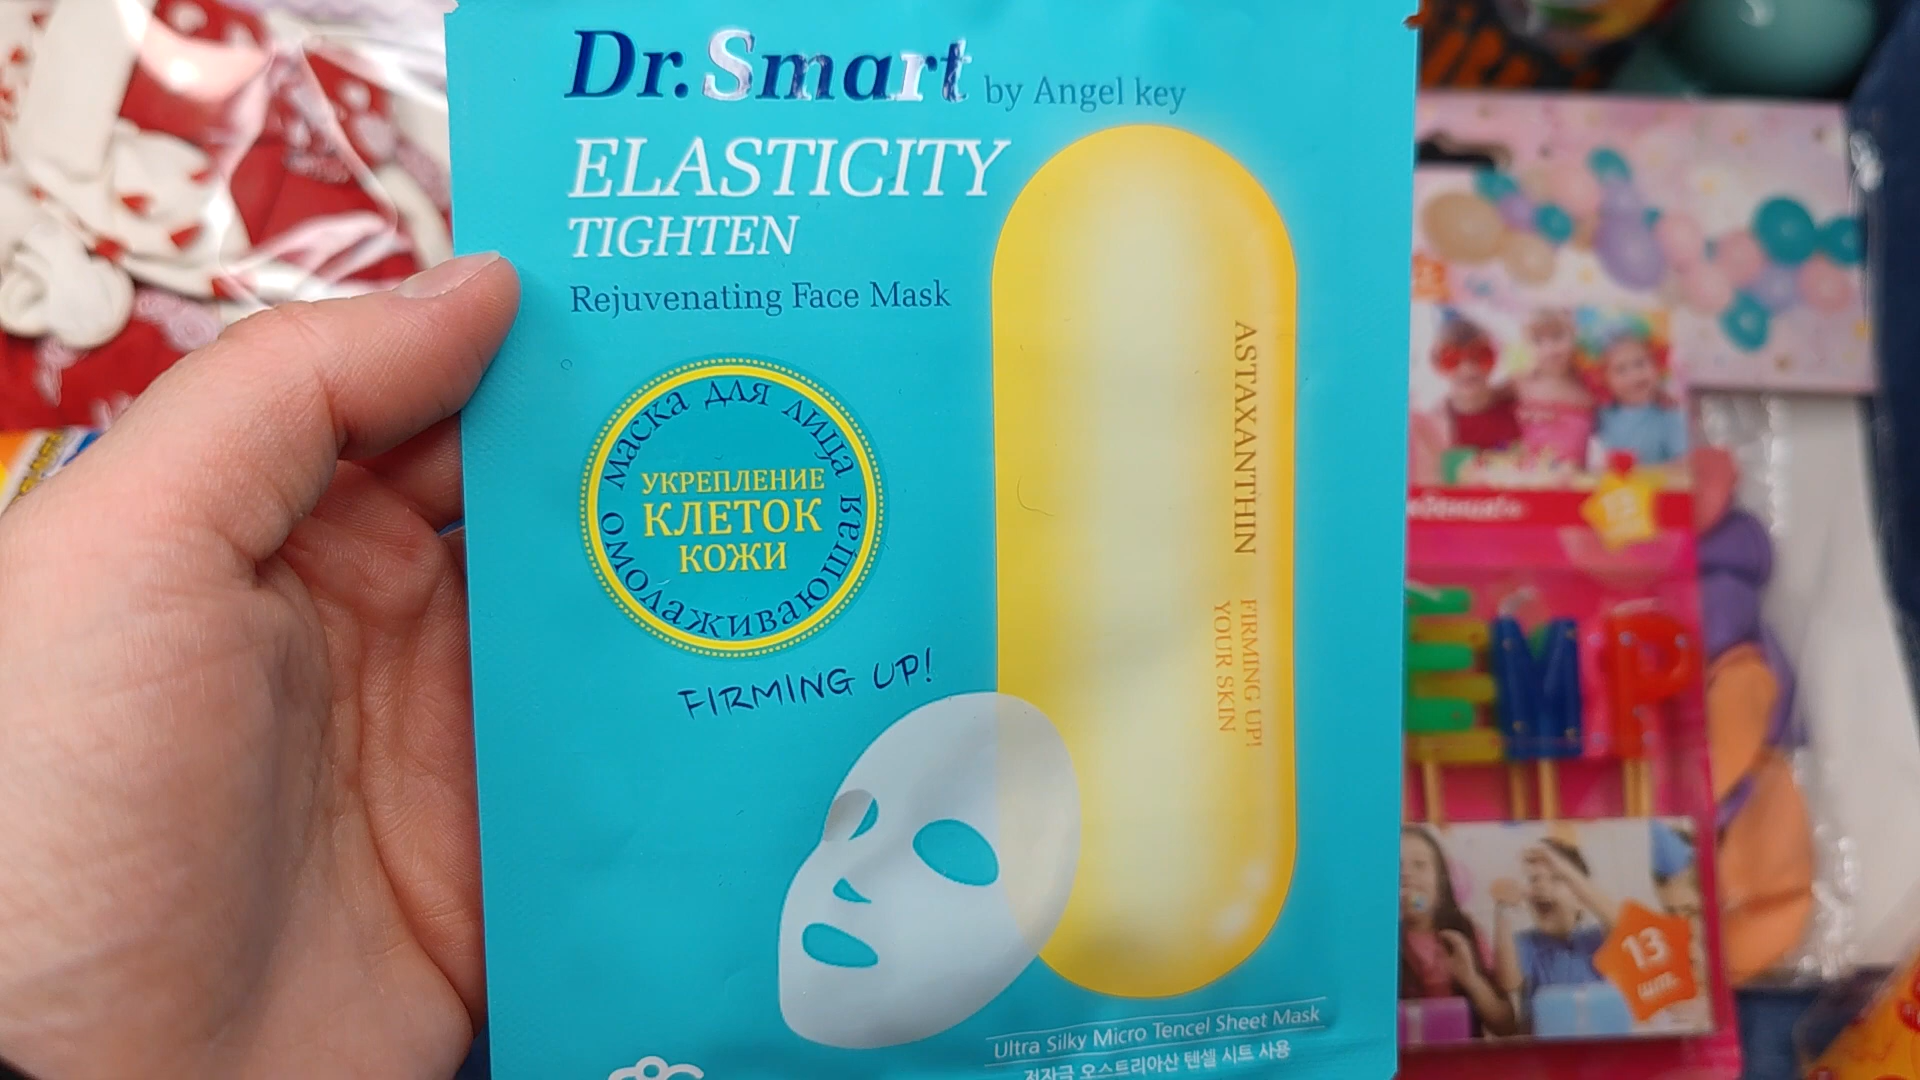 Dr. Smart by Angel key
ELASTICITY
TIGHTEN
Rejuvenating Face Mask
маска для лица омолаживающая
УКРЕПЛЕНИЕ
КЛЕТОК
КОЖИ
FIRMING UP!
ASTAXANTHIN
FIRMING UP!
YOUR SKIN
Ultra Silky Micro Tencel Sheet Mask
저자극 오스트리아산 텐셀 시트 사용
13
шт.